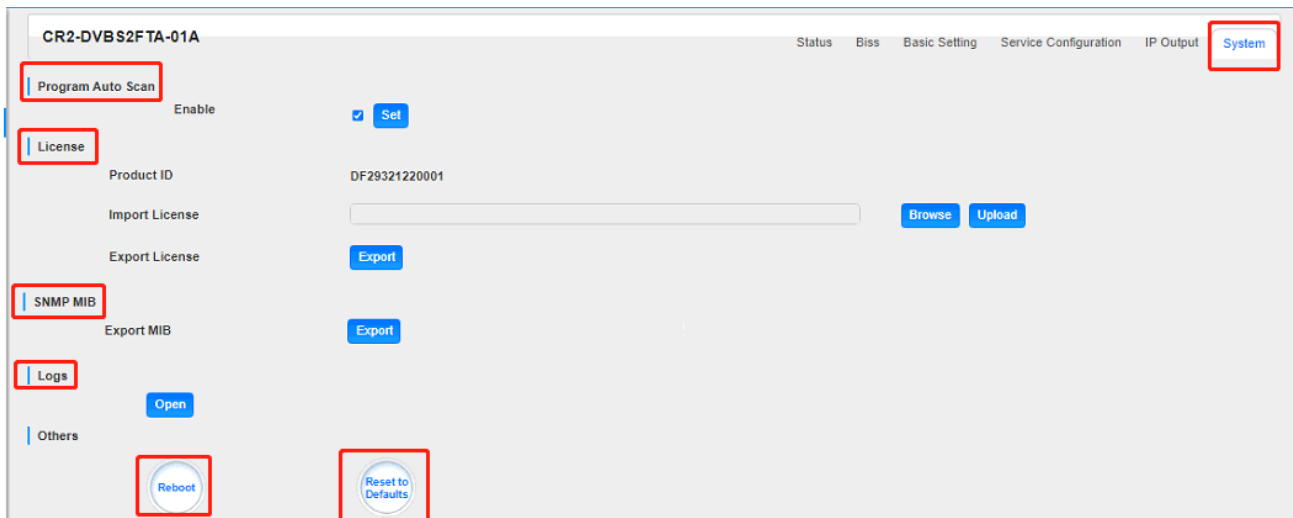 CR2-DVBS2FTA-01A
Status Biss Basic Setting Service Configuration IP Output System
Program Auto Scan
Enable Set
License
Product ID DF29321220001
Import License Browse Upload
Export License Export
SNMP MIB
Export MIB Export
Logs
Open
Others
Reboot Reset to
Defaults